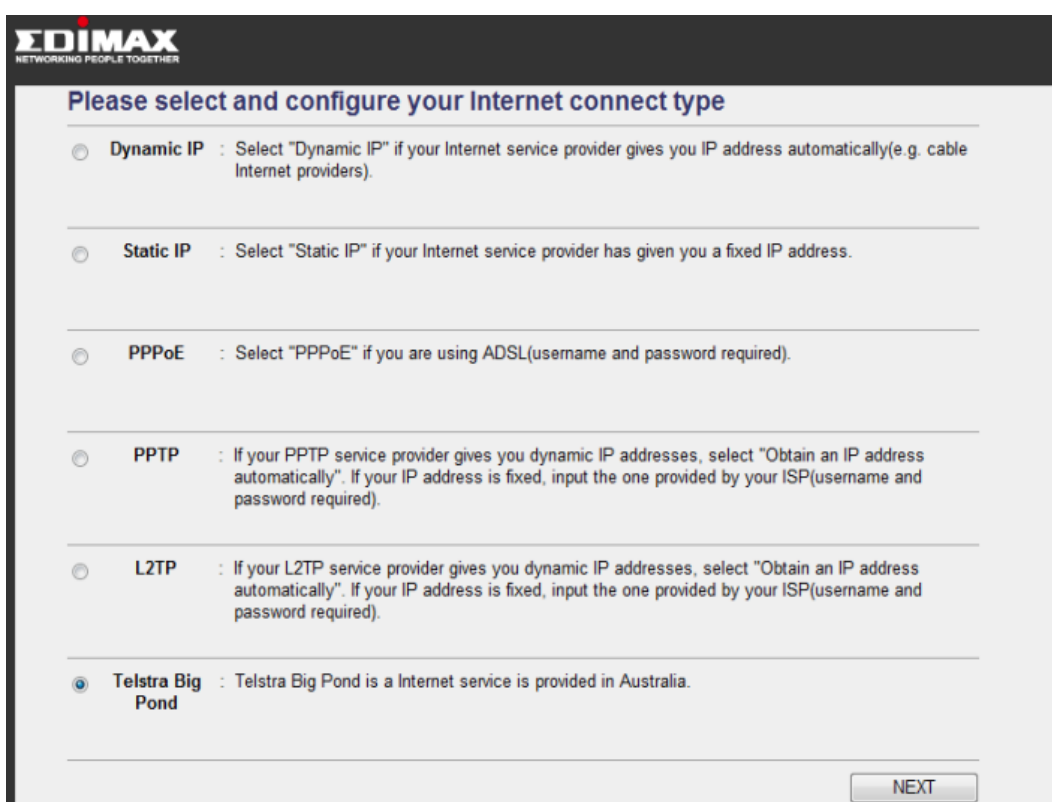 EDIMAX
NETWORKING PEOPLE TOGETHER
Please select and configure your Internet connect type
Dynamic IP : Select "Dynamic IP" if your Internet service provider gives you IP address automatically(e.g. cable
Internet providers).
Static IP : Select "Static IP" if your Internet service provider has given you a fixed IP address.
PPPoE : Select "PPPoE" if you are using ADSL(username and password required).
PPTP : If your PPTP service provider gives you dynamic IP addresses, select "Obtain an IP address
automatically". If your IP address is fixed, input the one provided by your ISP(username and
password required).
L2TP : If your L2TP service provider gives you dynamic IP addresses, select "Obtain an IP address
automatically". If your IP address is fixed, input the one provided by your ISP(username and
password required).
Telstra Big : Telstra Big Pond is a Internet service is provided in Australia.
Pond
NEXT